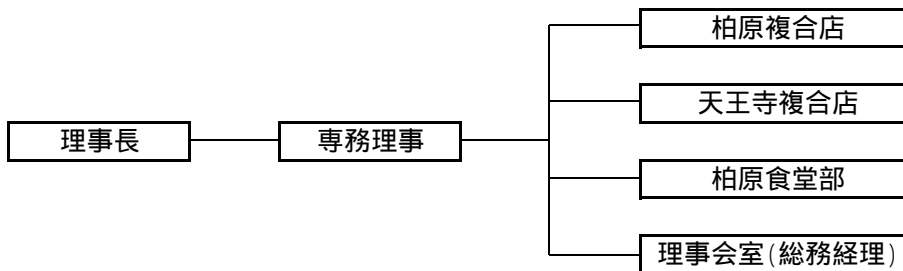 理事長
専務理事
柏原複合店
天王寺複合店
柏原食堂部
理事会室(総務経理)